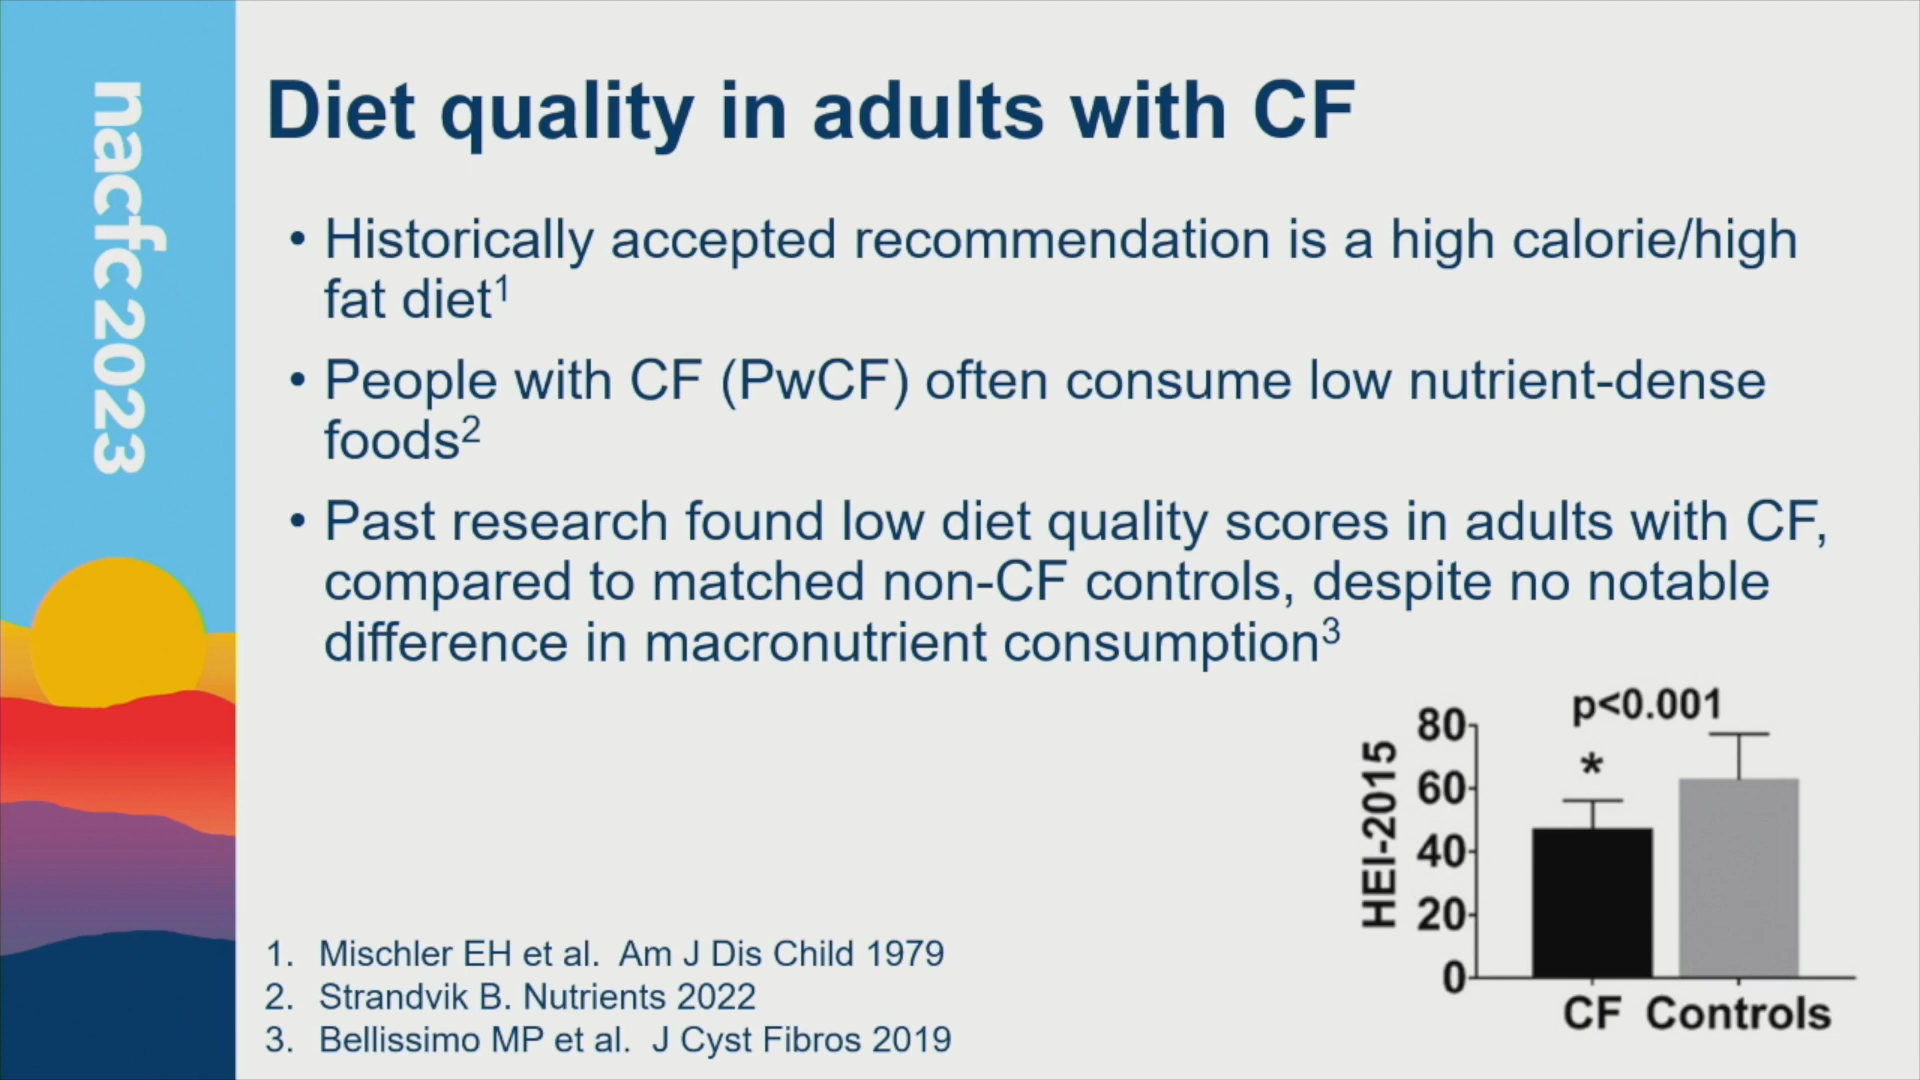 nacfc 2023
Diet quality in adults with CF
• Historically accepted recommendation is a high calorie/high
fat diet¹
• People with CF (PwCF) often consume low nutrient-dense
foods²
• Past research found low diet quality scores in adults with CF,
compared to matched non-CF controls, despite no notable
difference in macronutrient consumption³
p<0.001
*
HEI-2015
80
60
40
20
0
CF Controls
1. Mischler EH et al. Am J Dis Child 1979
2. Strandvik B. Nutrients 2022
3. Bellissimo MP et al. J Cyst Fibros 2019